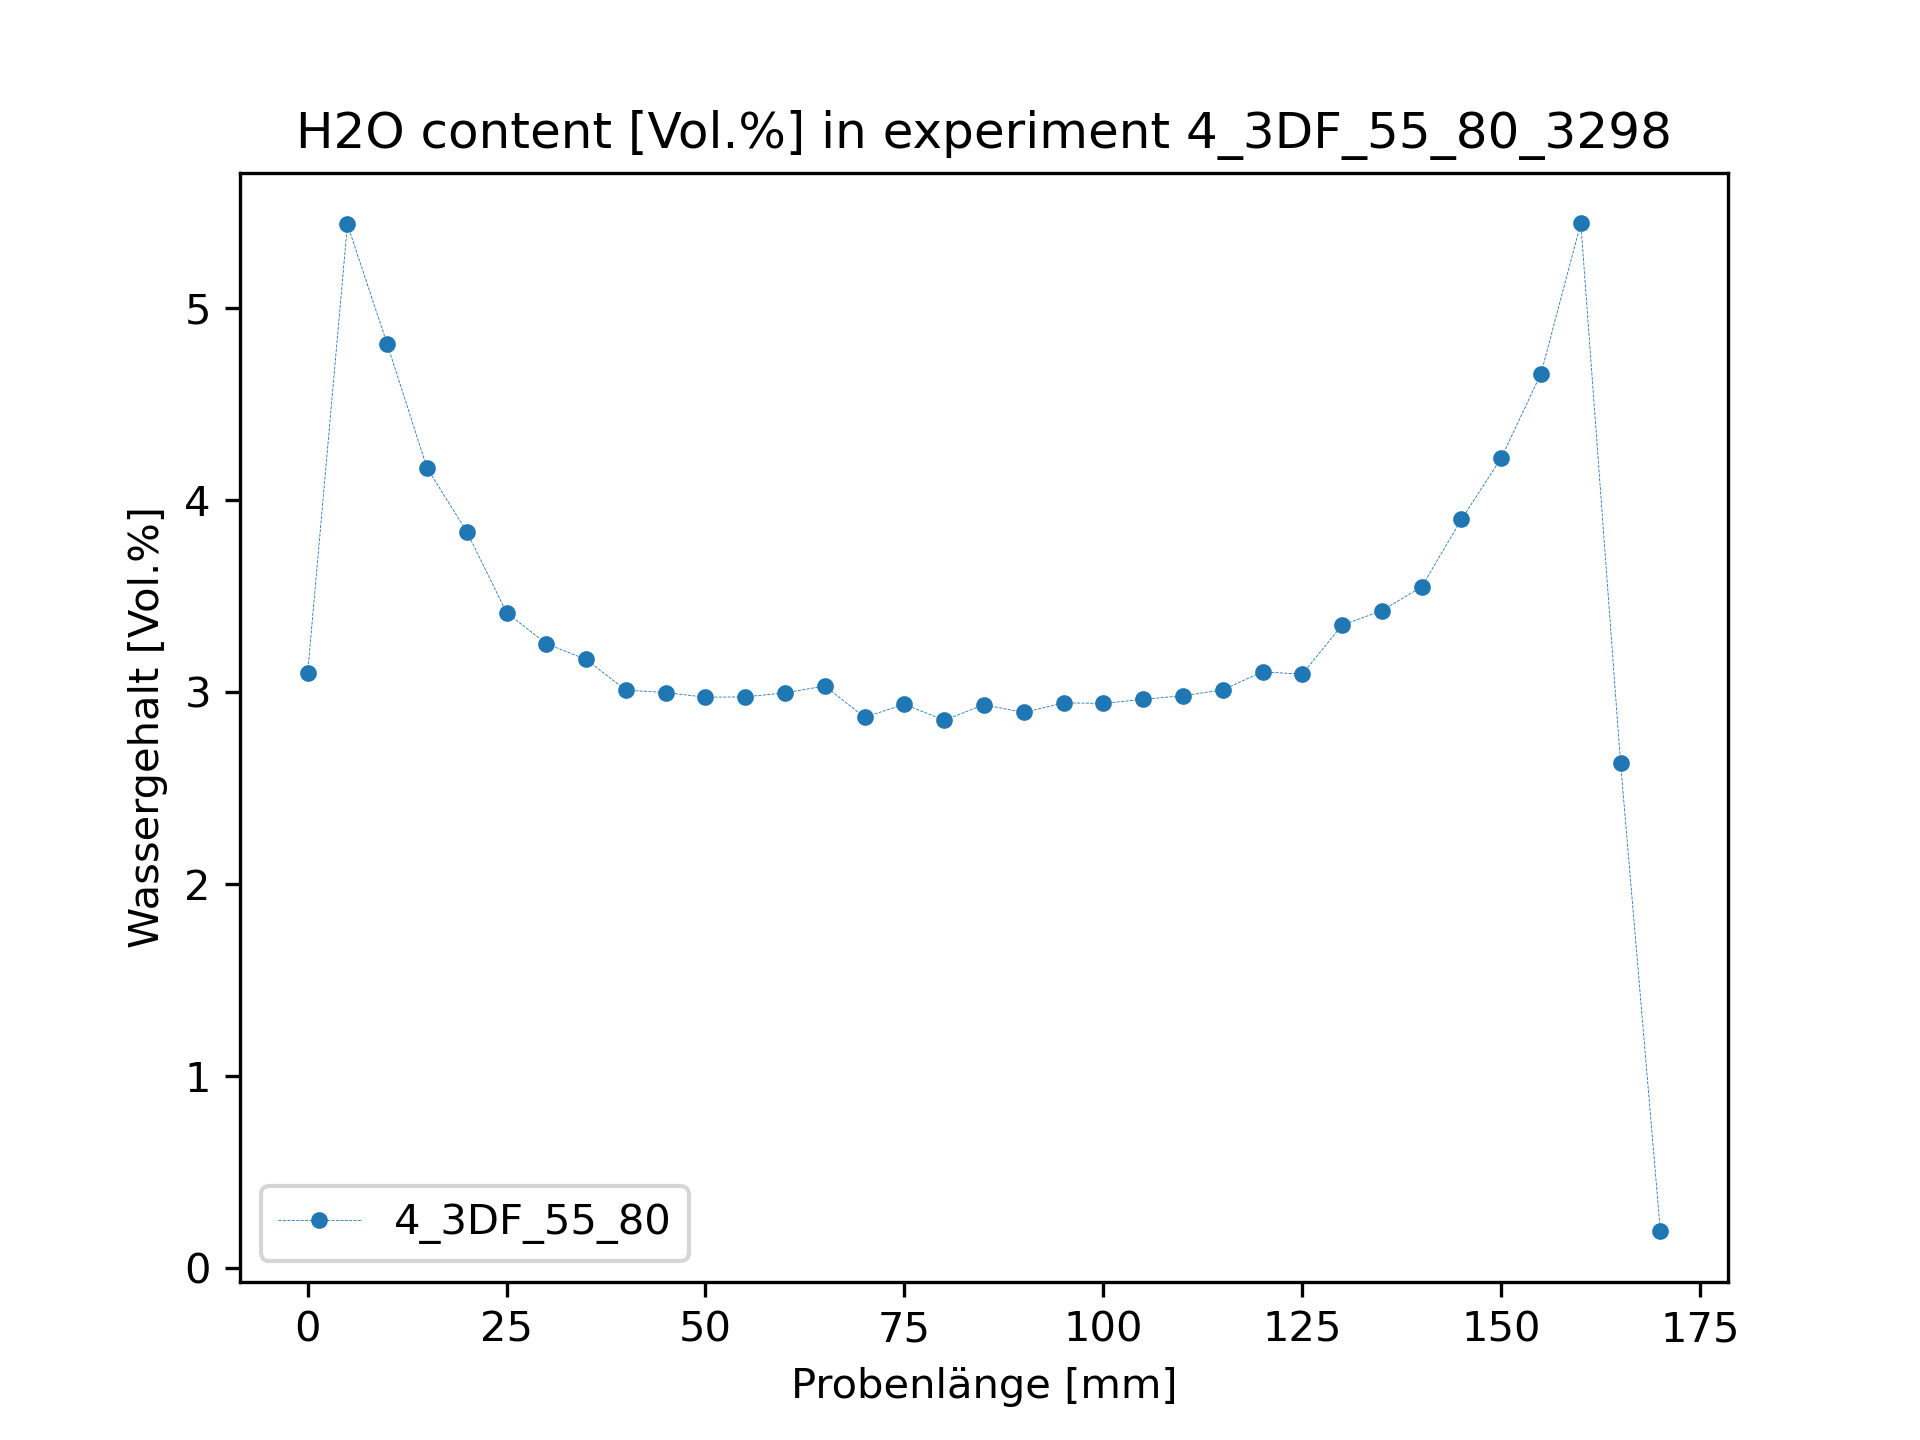 H2O content [Vol.%] in experiment 4_3DF_55_80_3298
Wassergehalt [Vol.%]
5
4
3
2
1
0
4_3DF_55_80
0 25 50 75 100 125 150 175
Probenlänge [mm]